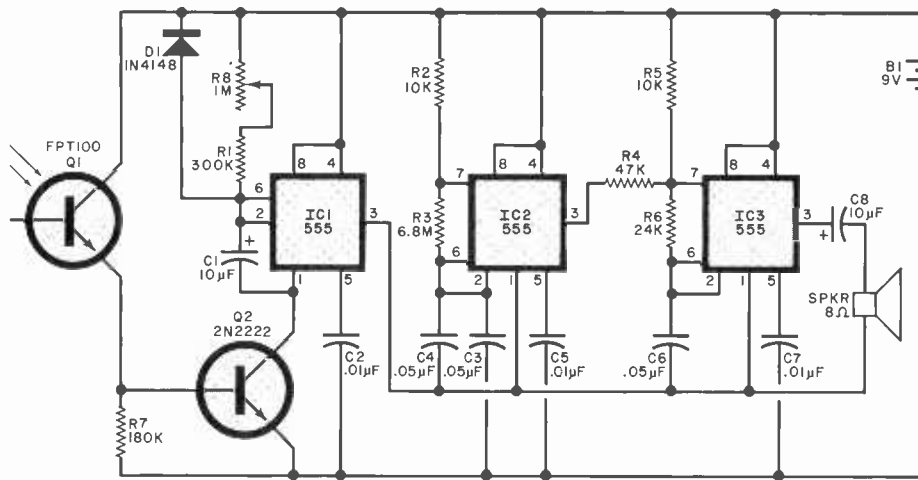 D1
1N4148
R8
1M
R1
300K
FPT100
Q1
8
4
6
2
IC1
555
3
1
5
+
C1
10µF
Q2
2N2222
R7
180K
C2
.01µF
R2
10K
7
R3
6.8M
6
8
4
IC2
555
3
2
1
5
C4
.05µF
C3
.05µF
C5
.01µF
R4
47K
R5
10K
7
R6
24K
6
8
4
IC3
555
3
2
1
5
C6
.05µF
C7
.01µF
C8
10µF
+
SPKR
8Ω
B1
9V